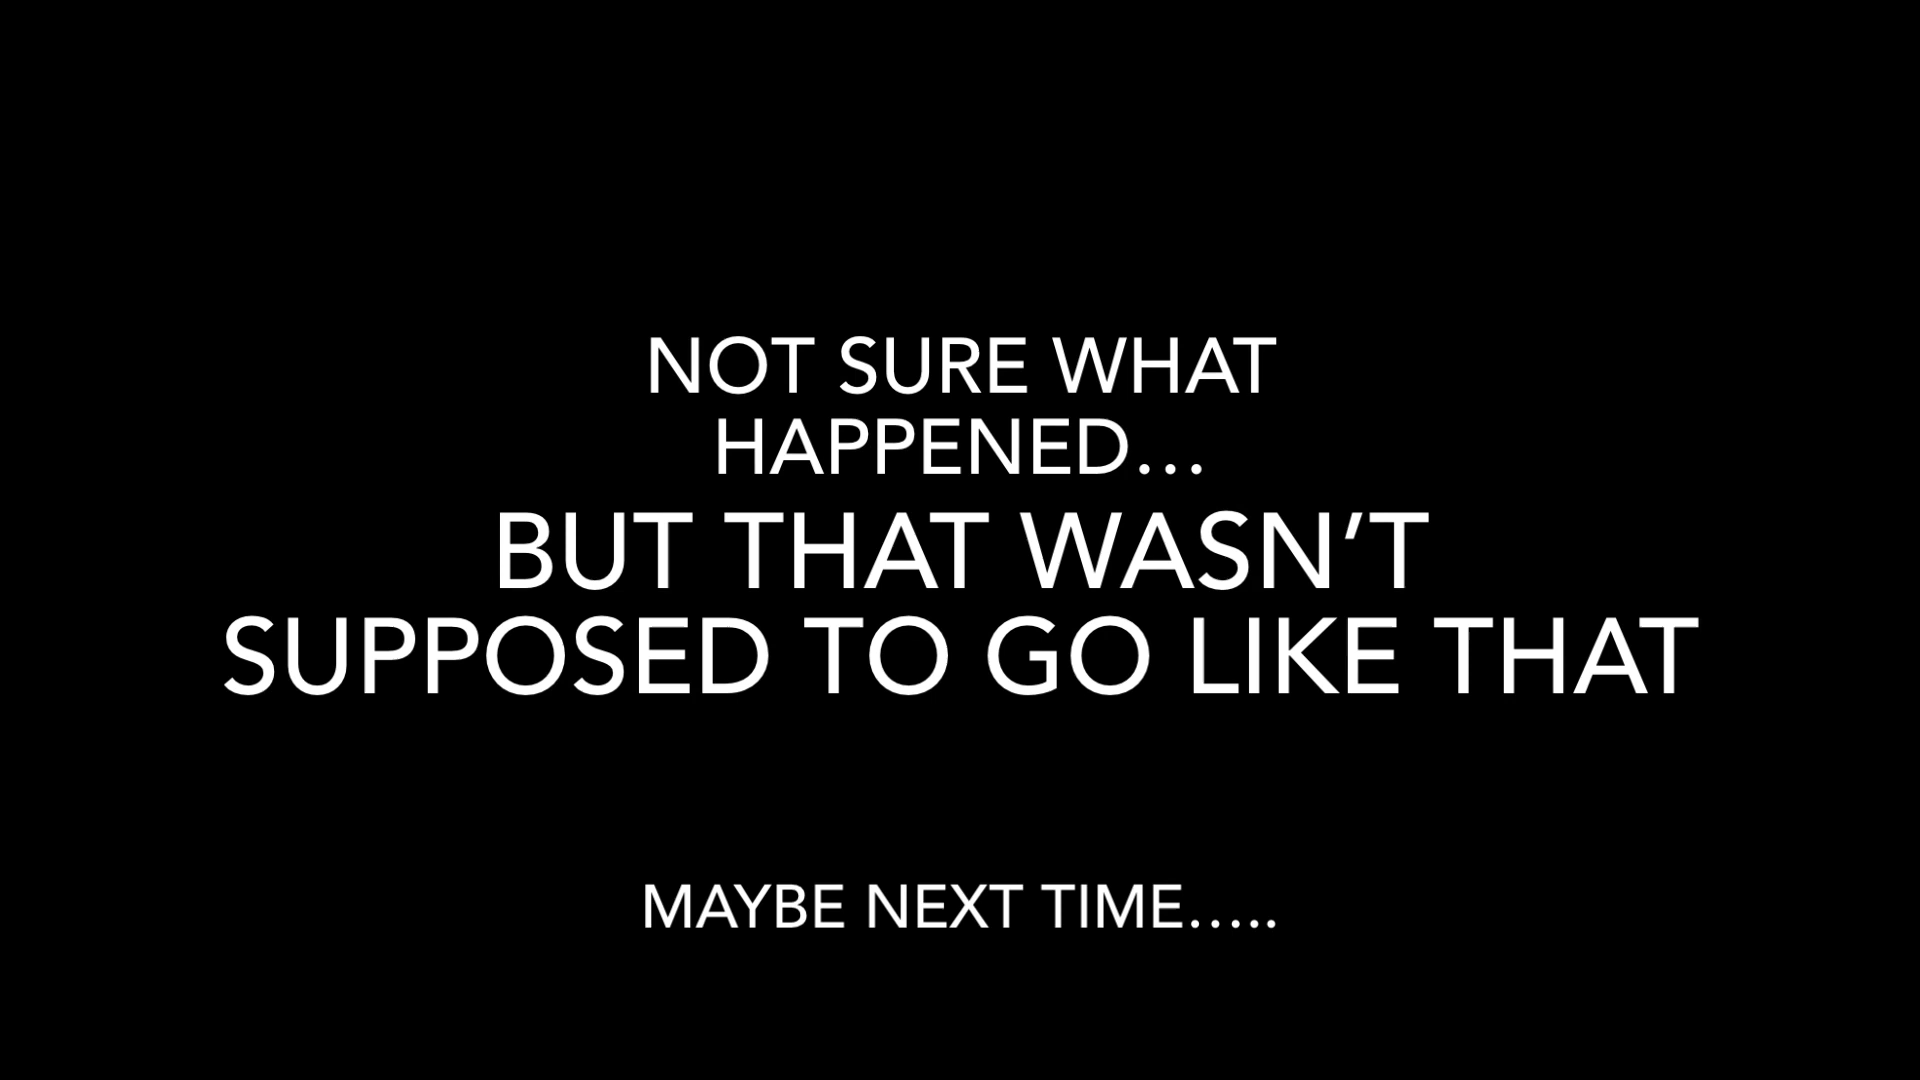 NOT SURE WHAT
HAPPENED...
BUT THAT WASN’T
SUPPOSED TO GO LIKE THAT
MAYBE NEXT TIME.....